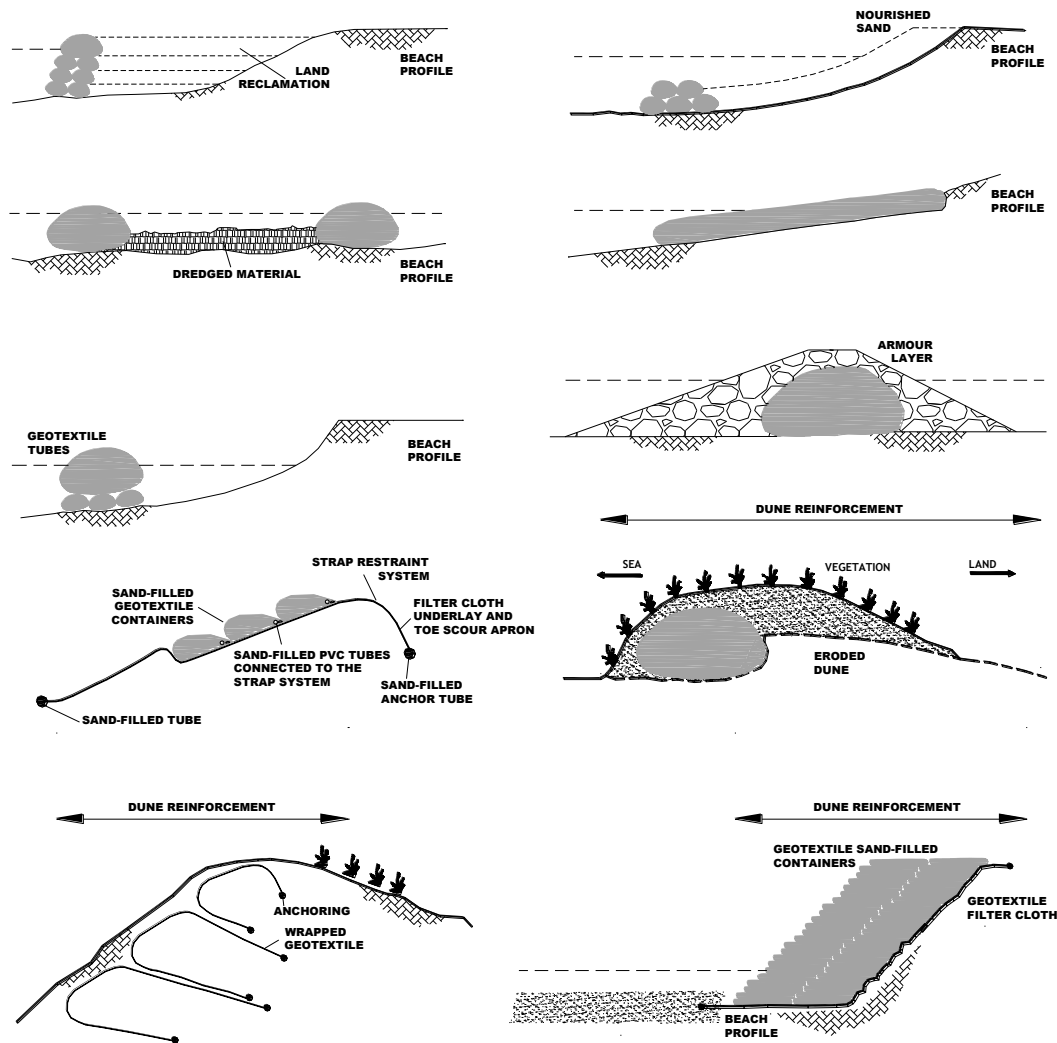 LAND
RECLAMATION
BEACH
PROFILE
NOURISHED
SAND
BEACH
PROFILE
DREDGED MATERIAL
BEACH
PROFILE
BEACH
PROFILE
GEOTEXTILE
TUBES
BEACH
PROFILE
ARMOUR
LAYER
SAND-FILLED
GEOTEXTILE
CONTAINERS
STRAP RESTRAINT
SYSTEM
FILTER CLOTH
UNDERLAY AND
TOE SCOUR APRON
SAND-FILLED PVC TUBES
CONNECTED TO THE
STRAP SYSTEM
SAND-FILLED
ANCHOR TUBE
SAND-FILLED TUBE
DUNE REINFORCEMENT
SEA
VEGETATION
LAND
ERODED
DUNE
DUNE REINFORCEMENT
ANCHORING
WRAPPED
GEOTEXTILE
DUNE REINFORCEMENT
GEOTEXTILE SAND-FILLED
CONTAINERS
GEOTEXTILE
FILTER CLOTH
BEACH
PROFILE